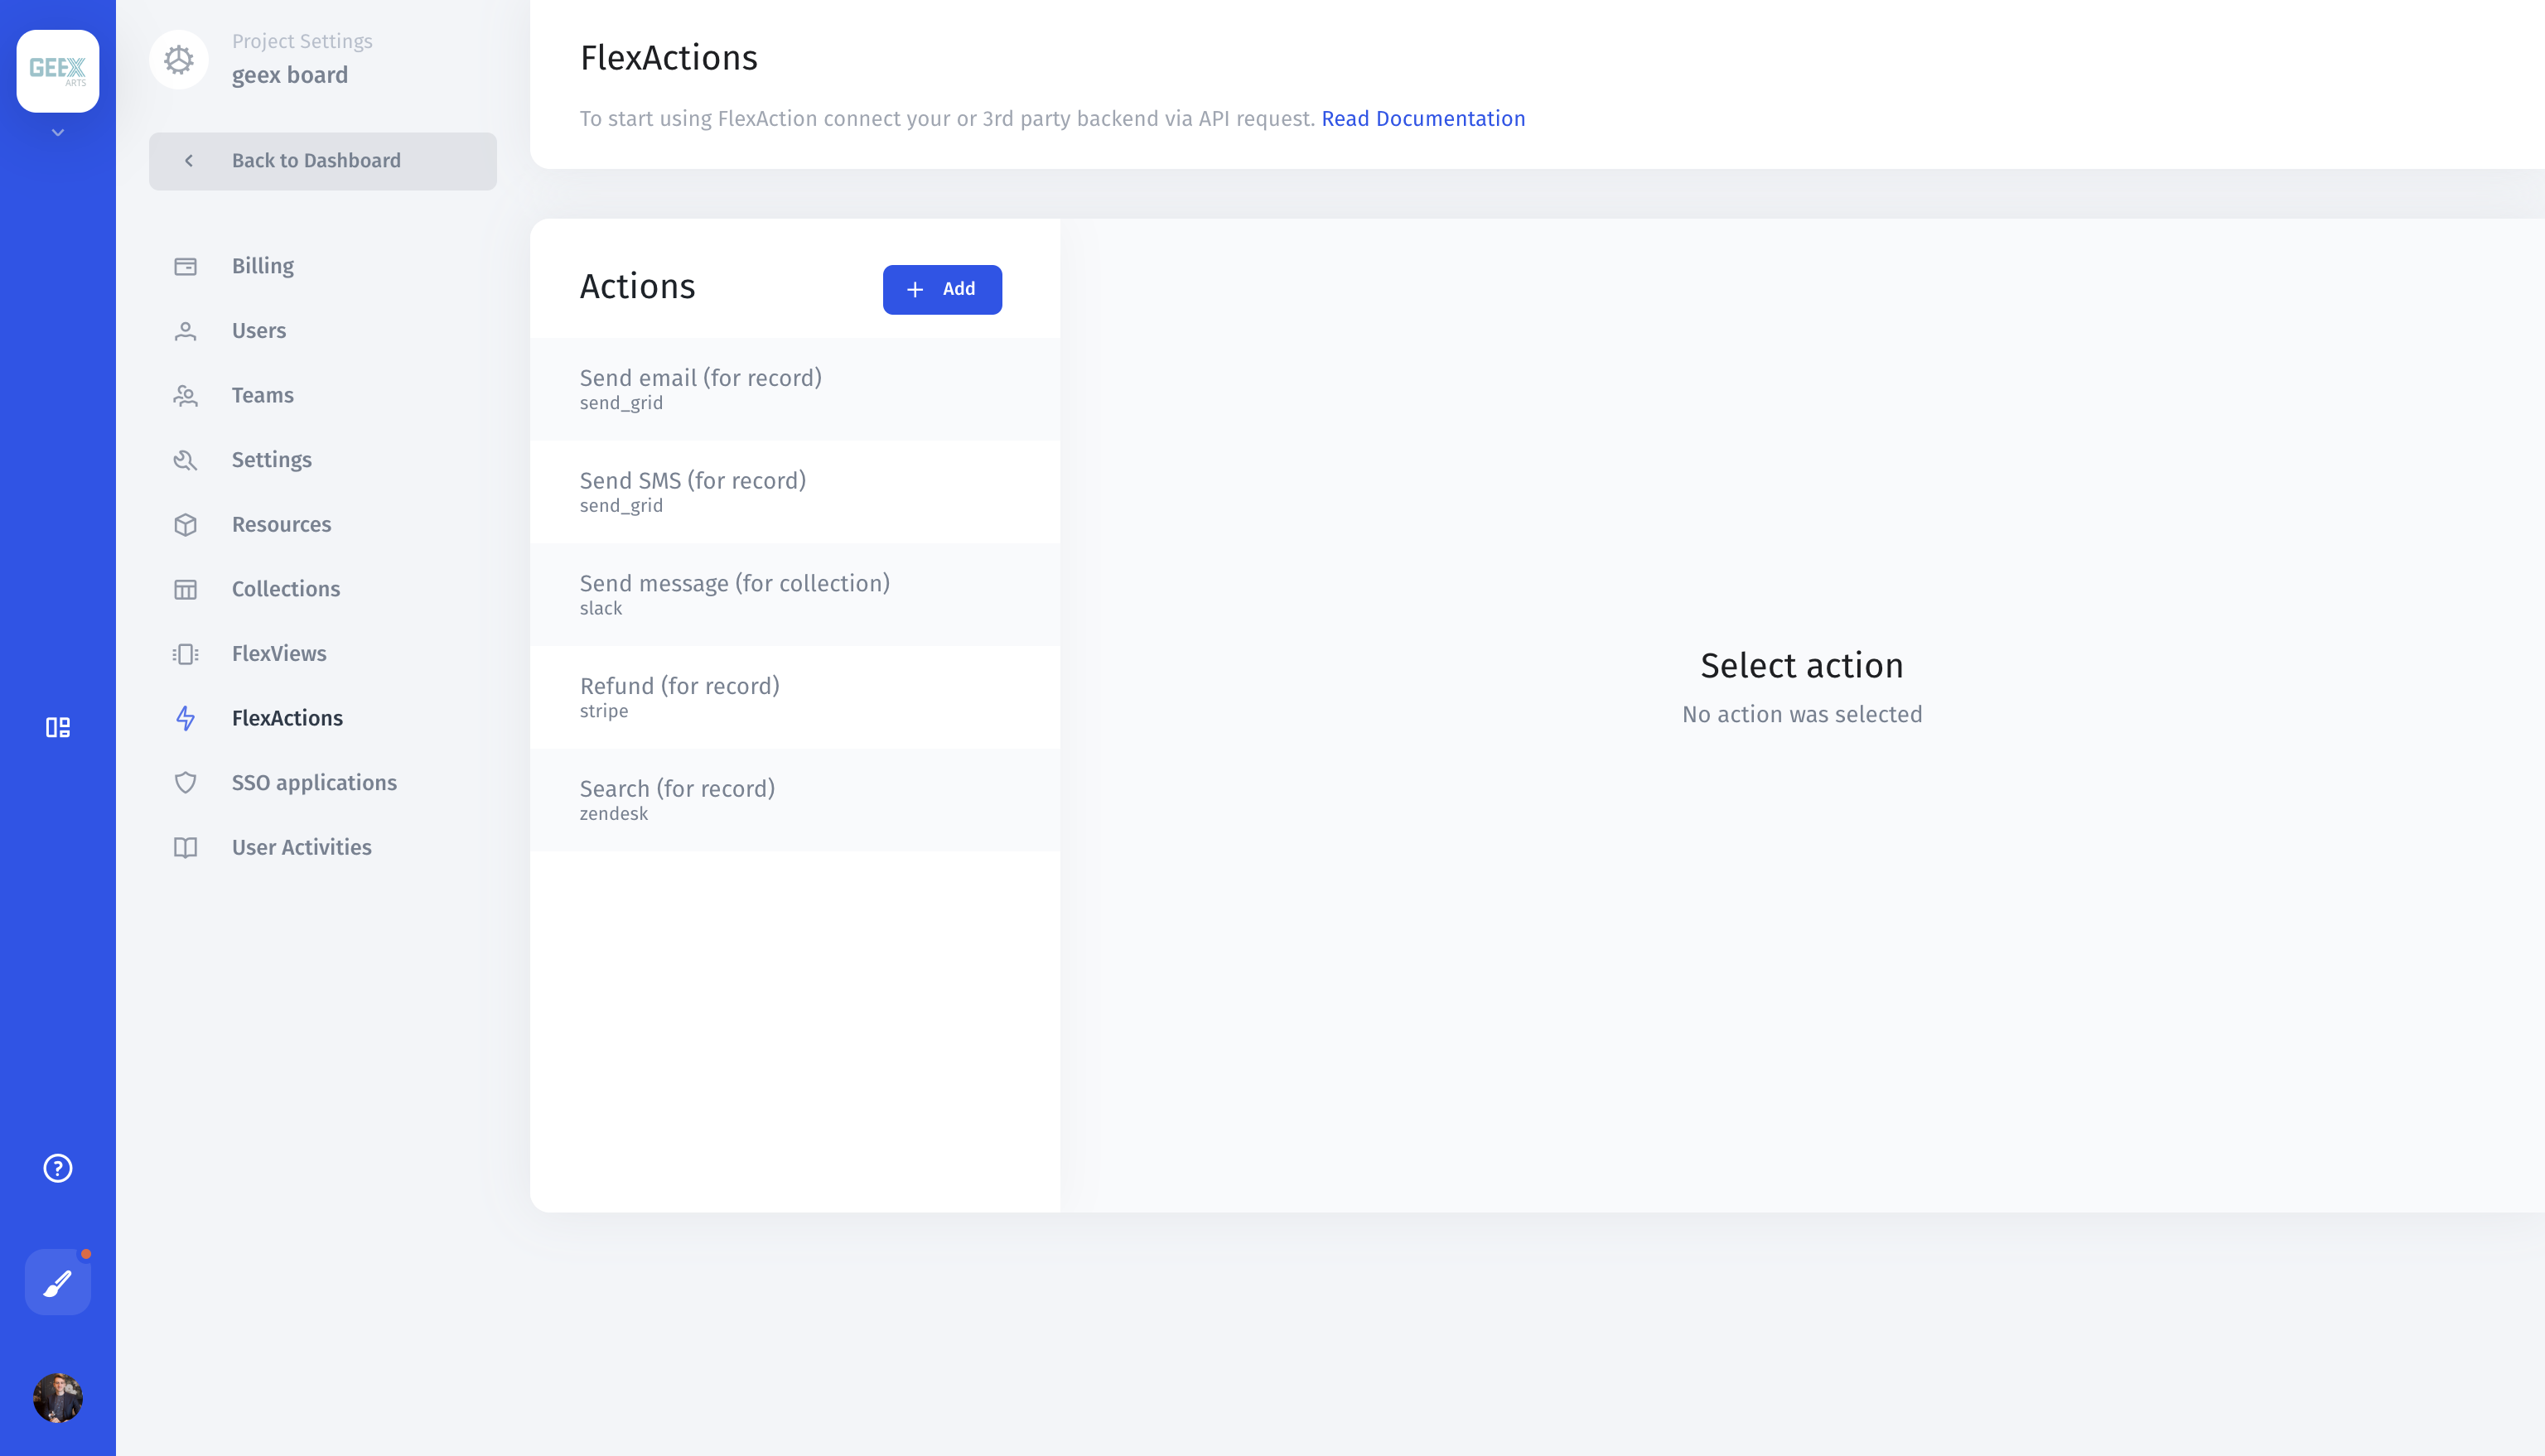 GEEX
ARTS
Project Settings
geex board
Back to Dashboard
Billing
Users
Teams
Settings
Resources
Collections
FlexViews
FlexActions
SSO applications
User Activities
FlexActions
To start using FlexAction connect your or 3rd party backend via API request. Read Documentation
Actions
Add
Send email (for record)
send_grid
Send SMS (for record)
send_grid
Send message (for collection)
slack
Refund (for record)
stripe
Search (for record)
zendesk
Select action
No action was selected